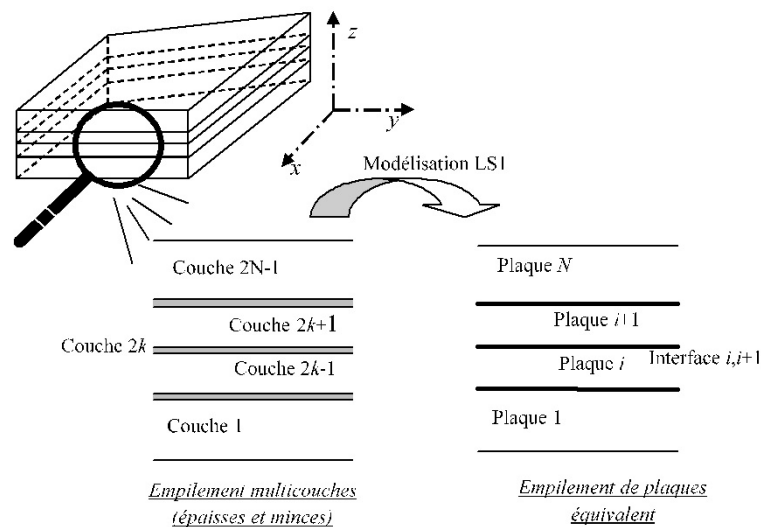 z
y
x
Modélisation LS1
Couche 2N-1
Plaque N
Couche 2k+1
Plaque i+1
Couche 2k
Plaque i
Interface i,i+1
Couche 2k-1
Couche 1
Plaque 1
Empilement multicouches
(épaisses et minces)
Empilement de plaques
équivalent